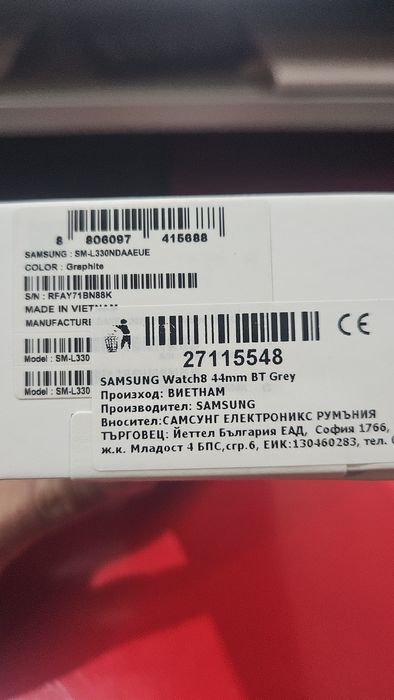 8 806097 415688
SAMSUNG : SM-L330NDAAEUE
COLOR : Graphite
S/N : RFAY71BN88K
MADE IN VIETNAM
MANUFACTURE
Model : SM-L330
Model : SM-L330
CE
27115548
SAMSUNG Watch8 44mm BT Grey
Произход: ВИЕТНАМ
Производител: SAMSUNG
Вносител:САМСУНГ ЕЛЕКТРОНИКС РУМЪНИЯ
ТЪРГОВЕЦ: Йеттел България ЕАД, София 1766,
ж.к. Младост 4 БПС,сгр.6, ЕИК:130460283, тел.